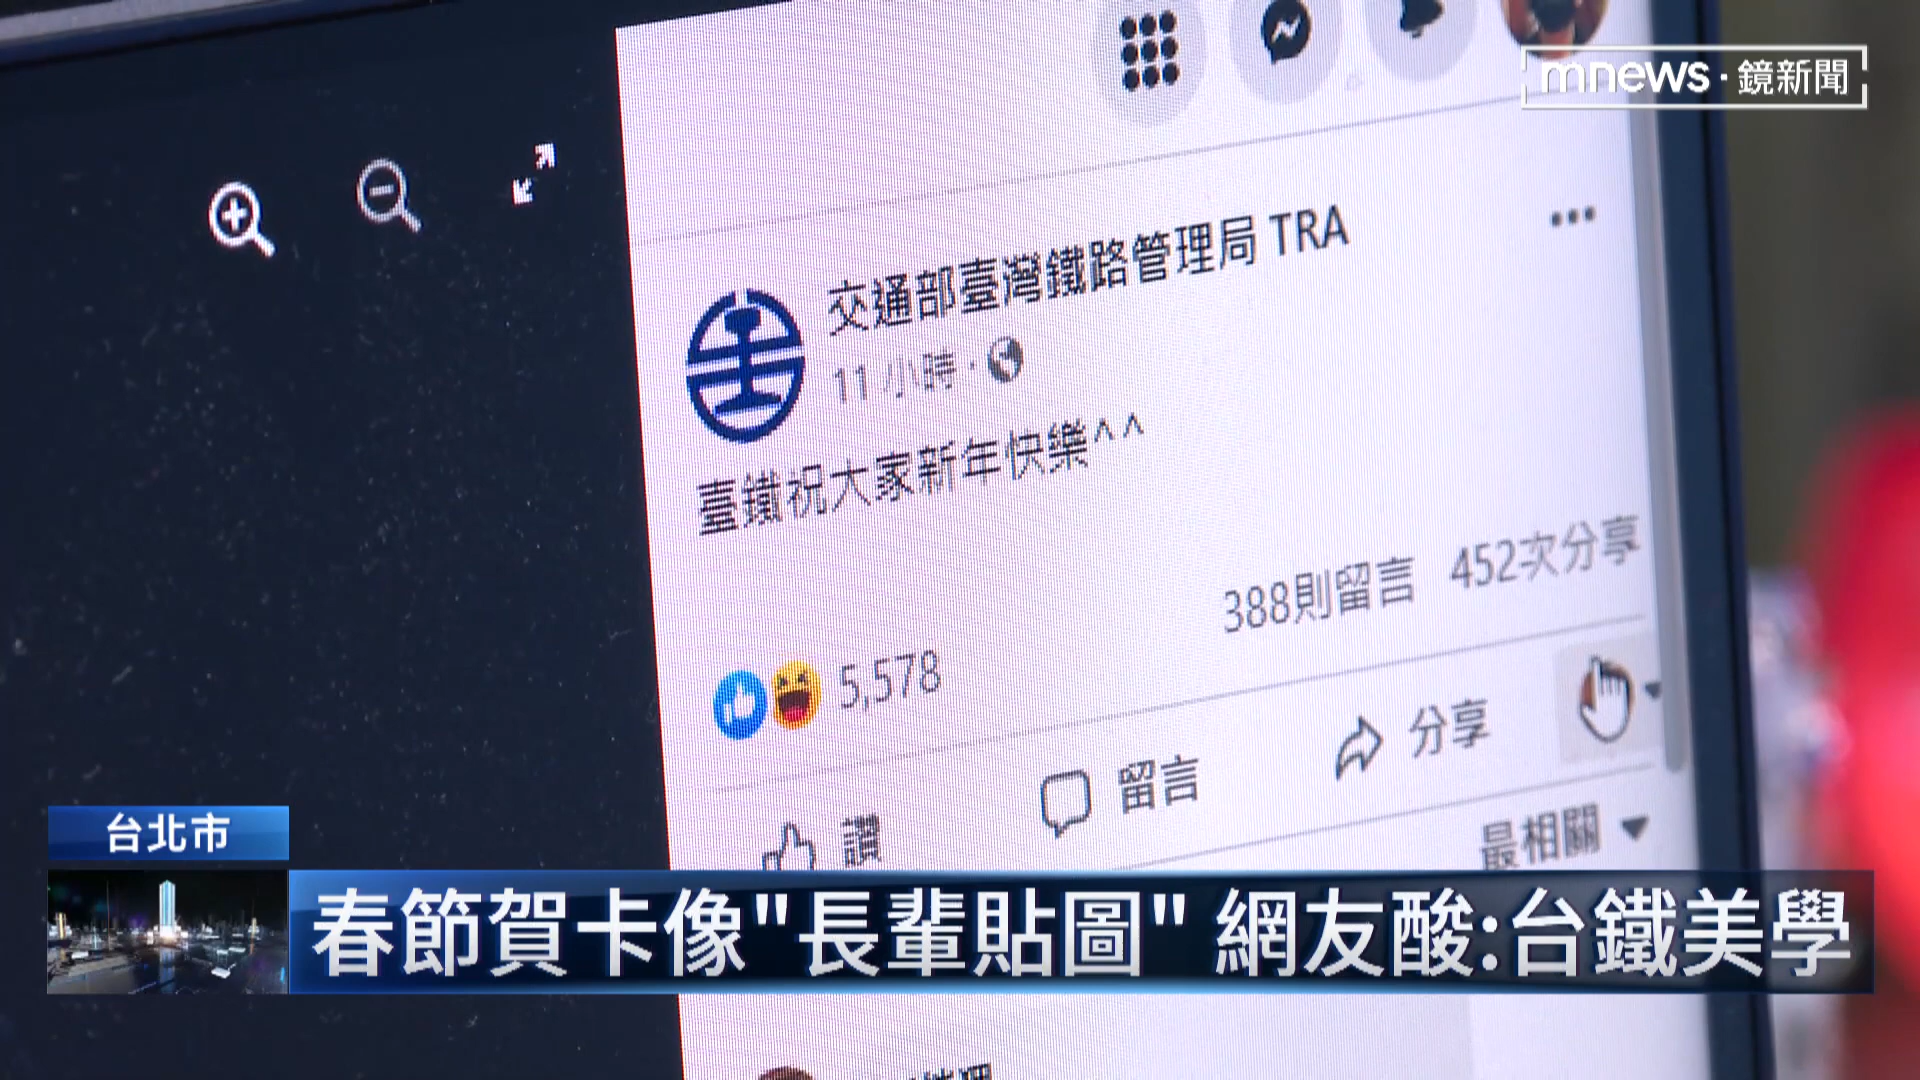 mnews·鏡新聞
交通部臺灣鐵路管理局 TRA
11 小時
臺鐵祝大家新年快樂^^
388則留言 452次分享
5,578
讚 留言 分享
最相關
台北市
春節賀卡像"長輩貼圖" 網友酸:台鐵美學